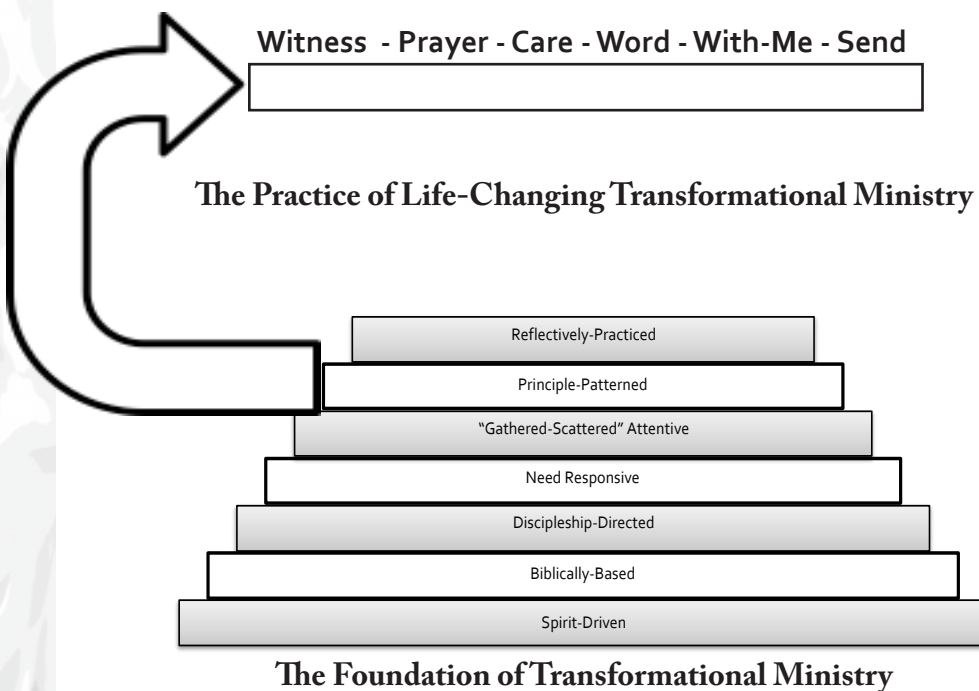 Witness - Prayer - Care - Word - With-Me - Send
The Practice of Life-Changing Transformational Ministry
Reflectively-Practiced
Principle-Patterned
“Gathered-Scattered” Attentive
Need Responsive
Discipleship-Directed
Biblically-Based
Spirit-Driven
The Foundation of Transformational Ministry